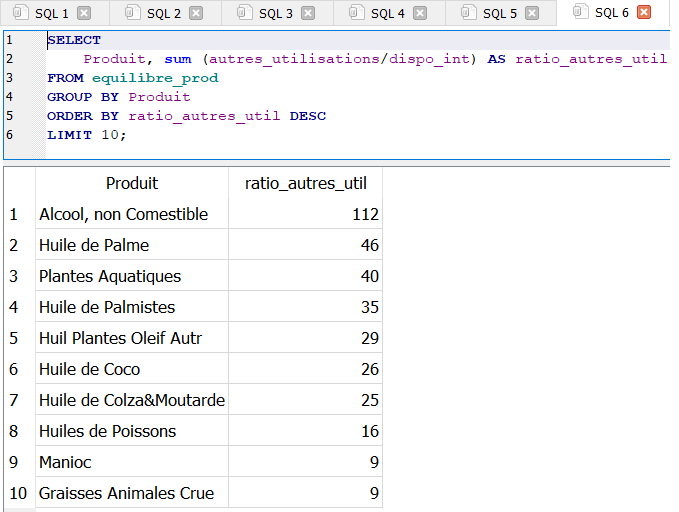 SQL 1 SQL 2 SQL 3 SQL 4 SQL 5 SQL 6
1 SELECT
2 Produit, sum (autres_utilisations/dispo_int) AS ratio_autres_util
3 FROM equilibre_prod
4 GROUP BY Produit
5 ORDER BY ratio_autres_util DESC
6 LIMIT 10;
Produit ratio_autres_util
1 Alcool, non Comestible 112
2 Huile de Palme 46
3 Plantes Aquatiques 40
4 Huile de Palmistes 35
5 Huil Plantes Oleif Autr 29
6 Huile de Coco 26
7 Huile de Colza&Moutarde 25
8 Huiles de Poissons 16
9 Manioc 9
10 Graisses Animales Crue 9